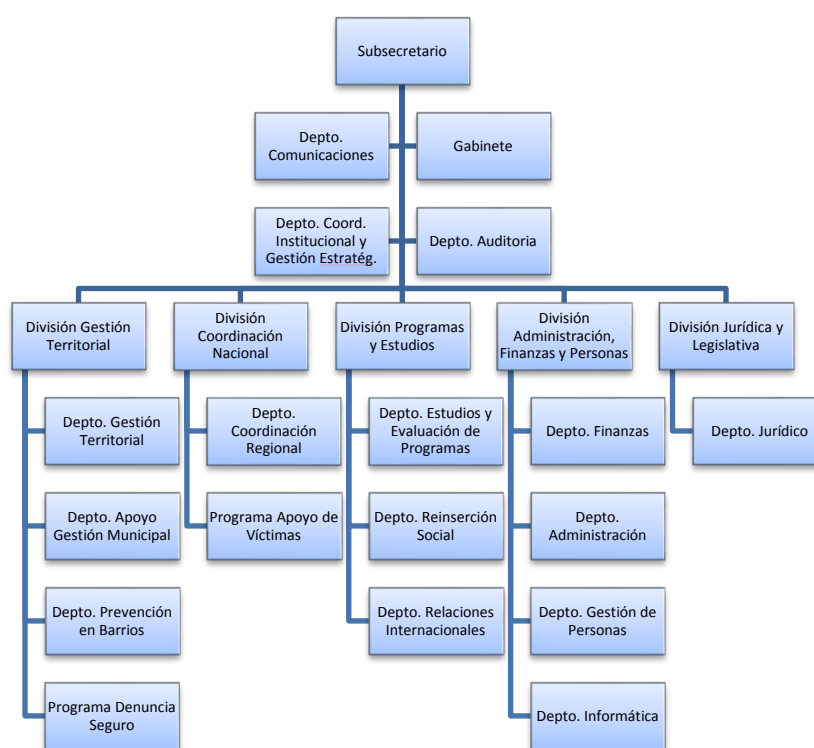 Subsecretario
Depto.
Comunicaciones
Gabinete
Depto. Coord.
Institucional y
Gestión Estratég.
Depto. Auditoria
División Gestión
Territorial
División
Coordinación
Nacional
División Programas
y Estudios
División
Administración,
Finanzas y Personas
División Jurídica y
Legislativa
Depto. Gestión
Territorial
Depto.
Coordinación
Regional
Depto. Estudios y
Evaluación de
Programas
Depto. Finanzas
Depto. Jurídico
Depto. Apoyo
Gestión Municipal
Programa Apoyo de
Víctimas
Depto. Reinserción
Social
Depto.
Administración
Depto. Prevención
en Barrios
Depto. Relaciones
Internacionales
Depto. Gestión de
Personas
Programa Denuncia
Seguro
Depto. Informática